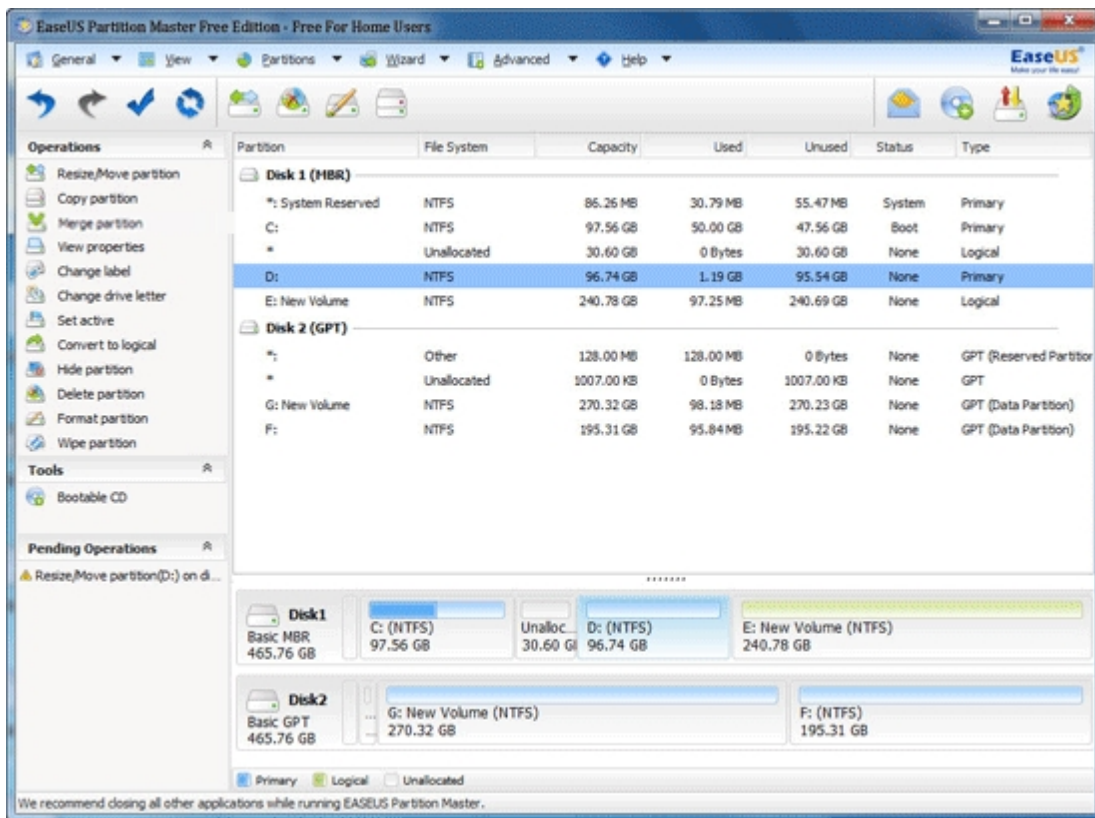 EaseUS Partition Master Free Edition - Free For Home Users
General View Partitions Wizard Advanced Help
EaseUS
Make your life easy!
Operations
Resize/Move partition
Copy partition
Merge partition
View properties
Change label
Change drive letter
Set active
Convert to logical
Hide partition
Delete partition
Format partition
Wipe partition
Tools
Bootable CD
Pending Operations
Resize/Move partition(D:) on di...
Partition File System Capacity Used Unused Status Type
Disk 1 (MBR)
*: System Reserved NTFS 86.26 MB 30.79 MB 55.47 MB System Primary
C: NTFS 97.56 GB 50.00 GB 47.56 GB Boot Primary
* Unallocated 30.60 GB 0 Bytes 30.60 GB None Logical
D: NTFS 96.74 GB 1.19 GB 95.54 GB None Primary
E: New Volume NTFS 240.78 GB 97.25 MB 240.69 GB None Logical
Disk 2 (GPT)
*: Other 128.00 MB 128.00 MB 0 Bytes None GPT (Reserved Partition
* Unallocated 1007.00 KB 0 Bytes 1007.00 KB None GPT
G: New Volume NTFS 270.32 GB 98.18 MB 270.23 GB None GPT (Data Partition)
F: NTFS 195.31 GB 95.84 MB 195.22 GB None GPT (Data Partition)
Disk1
Basic MBR
465.76 GB
C: (NTFS)
97.56 GB
Unalloc...
30.60 G
D: (NTFS)
96.74 GB
E: New Volume (NTFS)
240.78 GB
Disk2
Basic GPT
465.76 GB
...
...
G: New Volume (NTFS)
270.32 GB
F: (NTFS)
195.31 GB
Primary Logical Unallocated
We recommend closing all other applications while running EASEUS Partition Master.